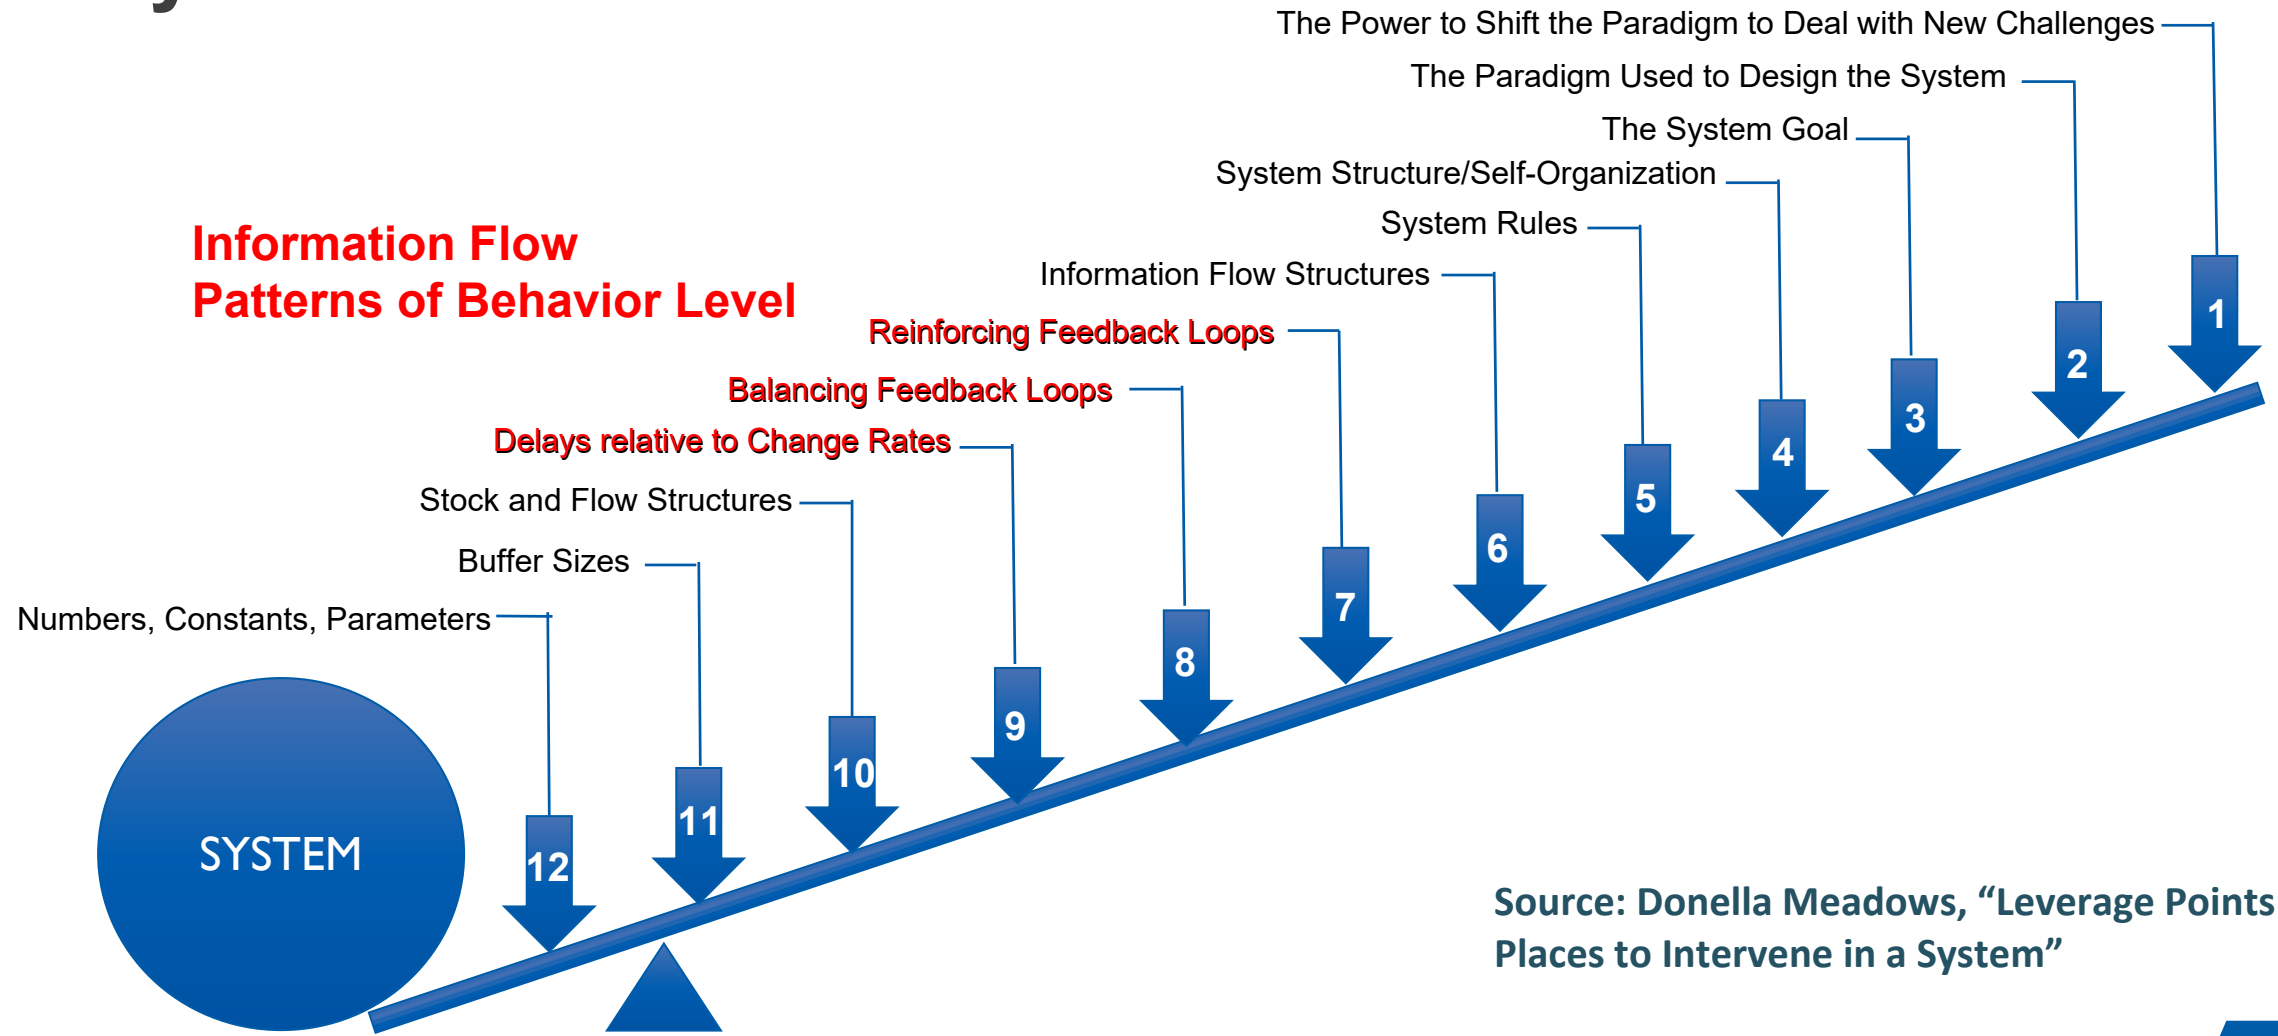 The Power to Shift the Paradigm to Deal with New Challenges
The Paradigm Used to Design the System
The System Goal
System Structure/Self-Organization
System Rules
Information Flow
Patterns of Behavior Level
Information Flow Structures
Reinforcing Feedback Loops
Balancing Feedback Loops
Delays relative to Change Rates
Stock and Flow Structures
Buffer Sizes
Numbers, Constants, Parameters
1
2
3
4
5
6
7
8
9
10
11
12
SYSTEM
Source: Donella Meadows, “Leverage Points
Places to Intervene in a System”